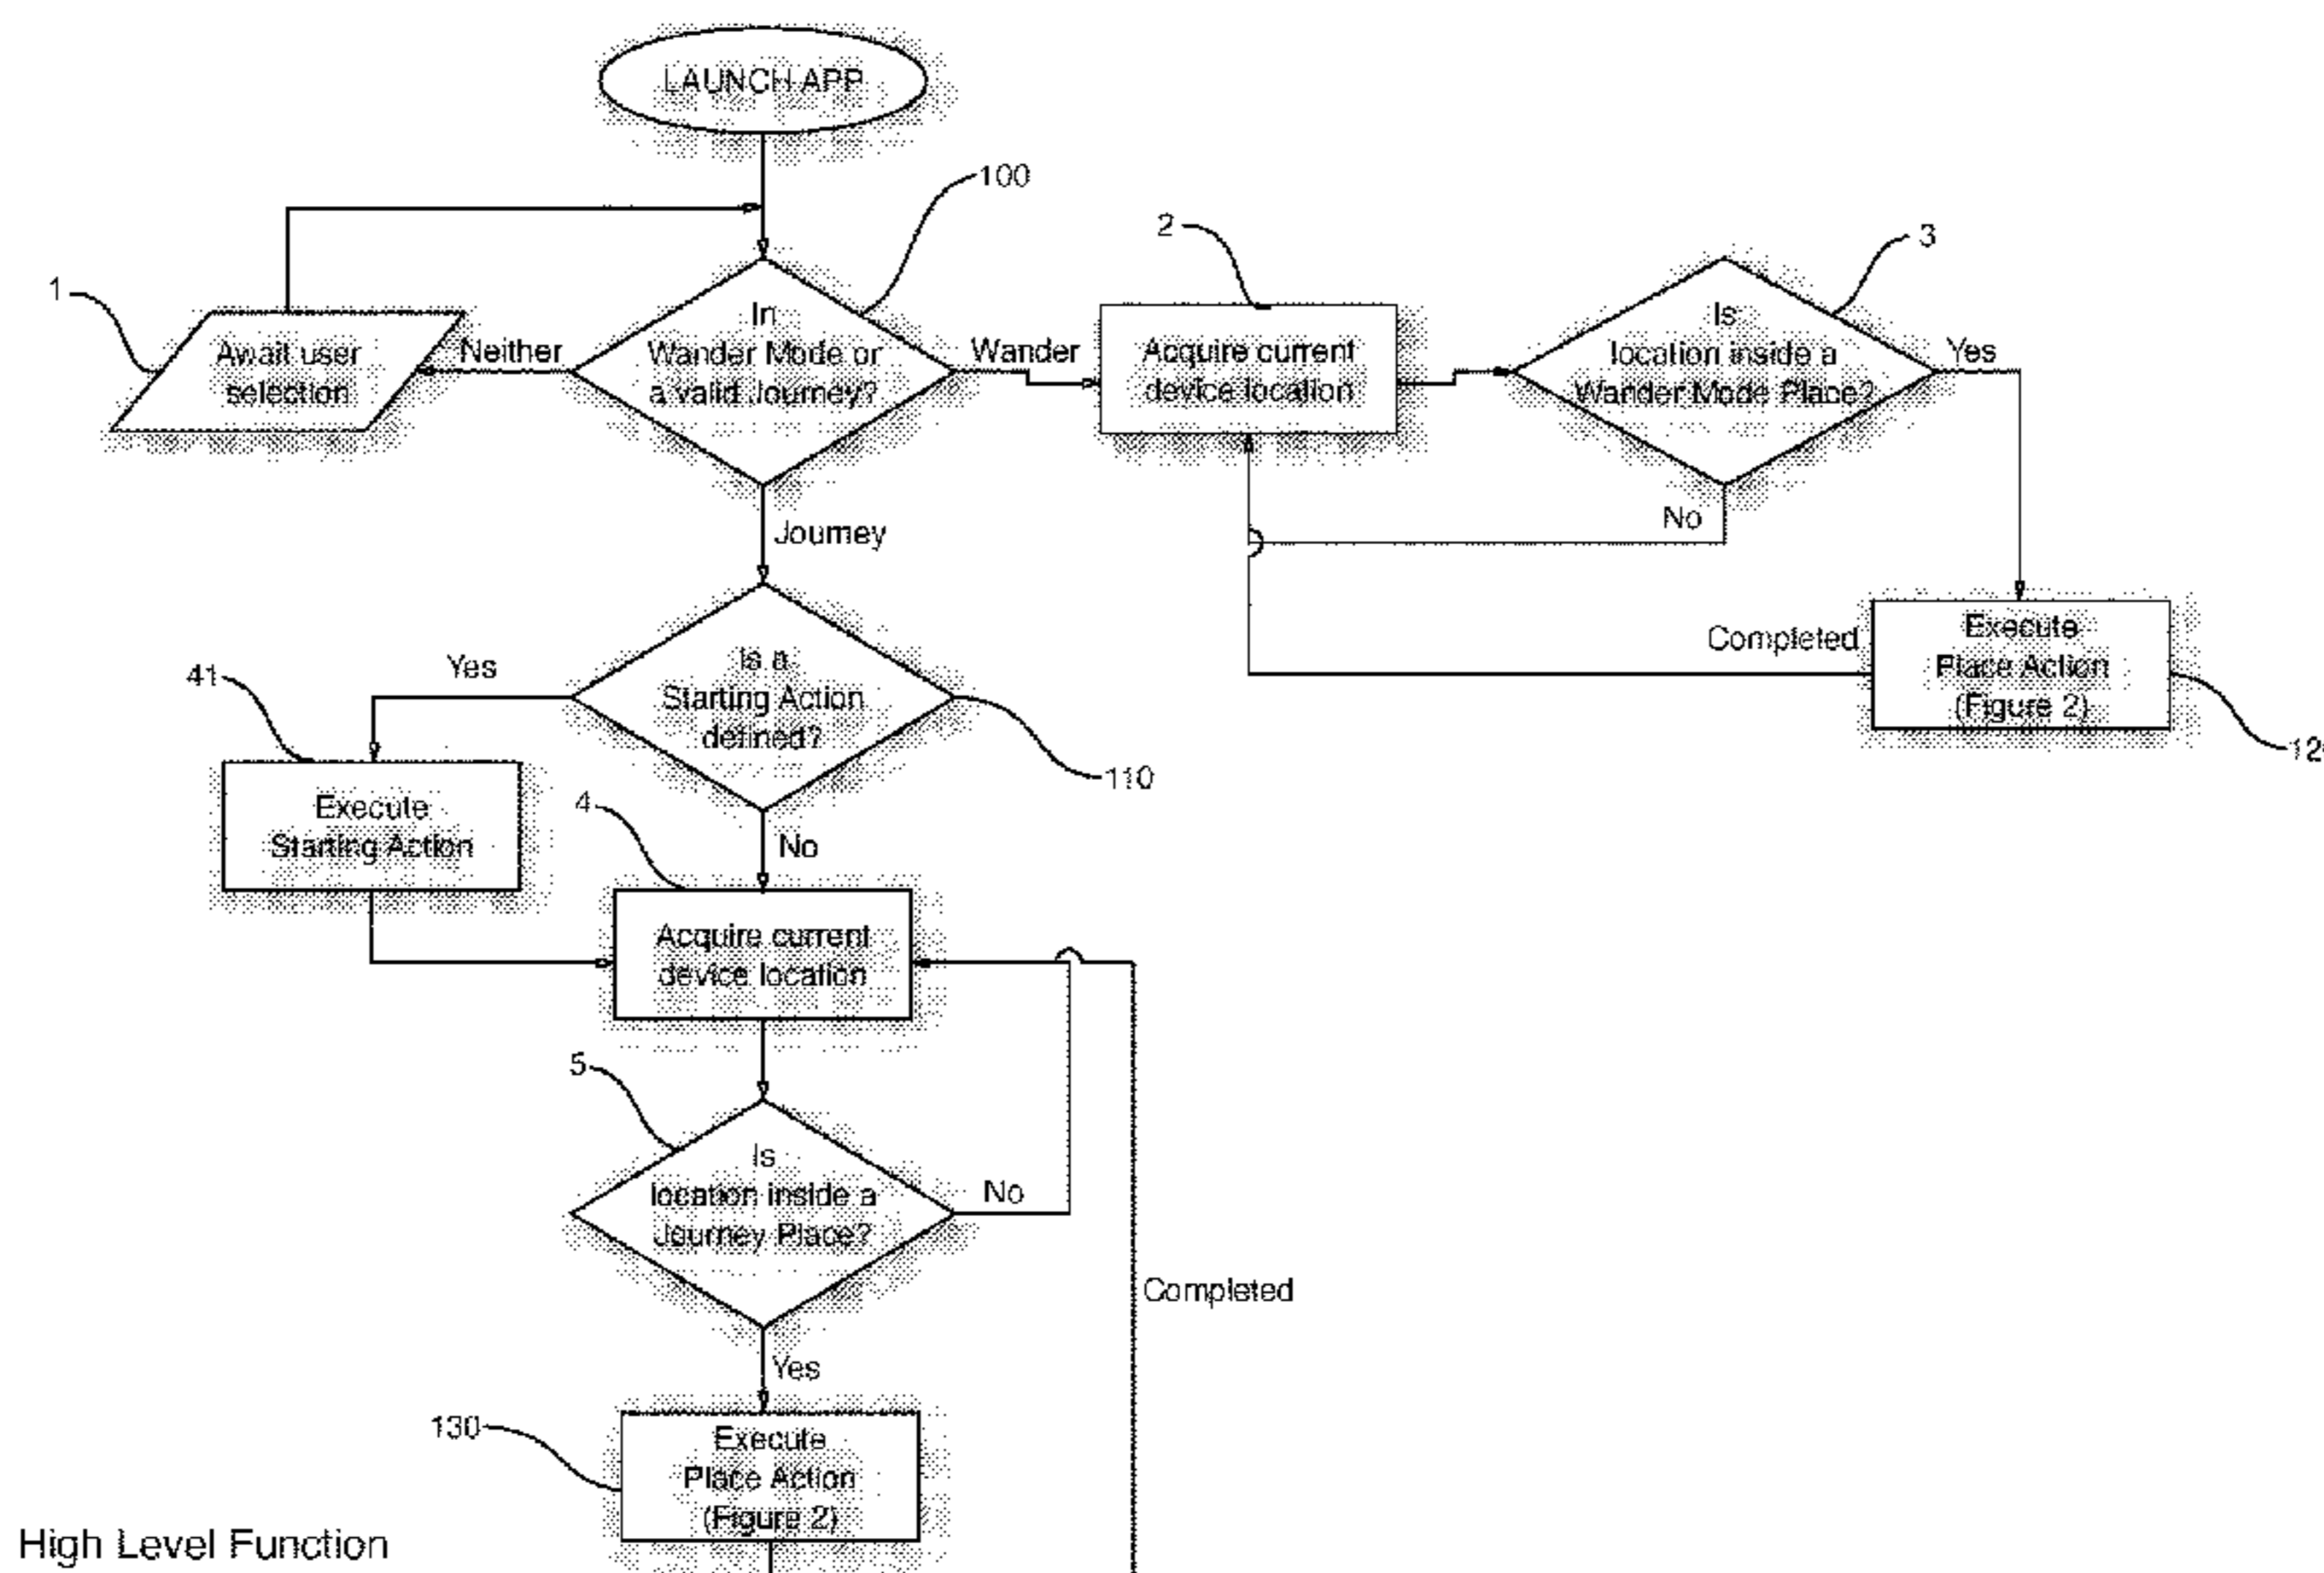 LAUNCH APP
100
2
3
1
Await user
selection
Neither
In
Wander Mode or
a valid Journey?
Wander
Acquire current
device location
Is
location inside a
Wander Mode Place?
Yes
No
Journey
Completed
Execute
Place Action
(Figure 2)
12
41
Yes
Is a
Starting Action
defined?
110
Execute
Starting Action
4
No
Acquire current
device location
5
Is
location inside a
Journey Place?
No
Completed
Yes
130
Execute
Place Action
(Figure 2)
High Level Function